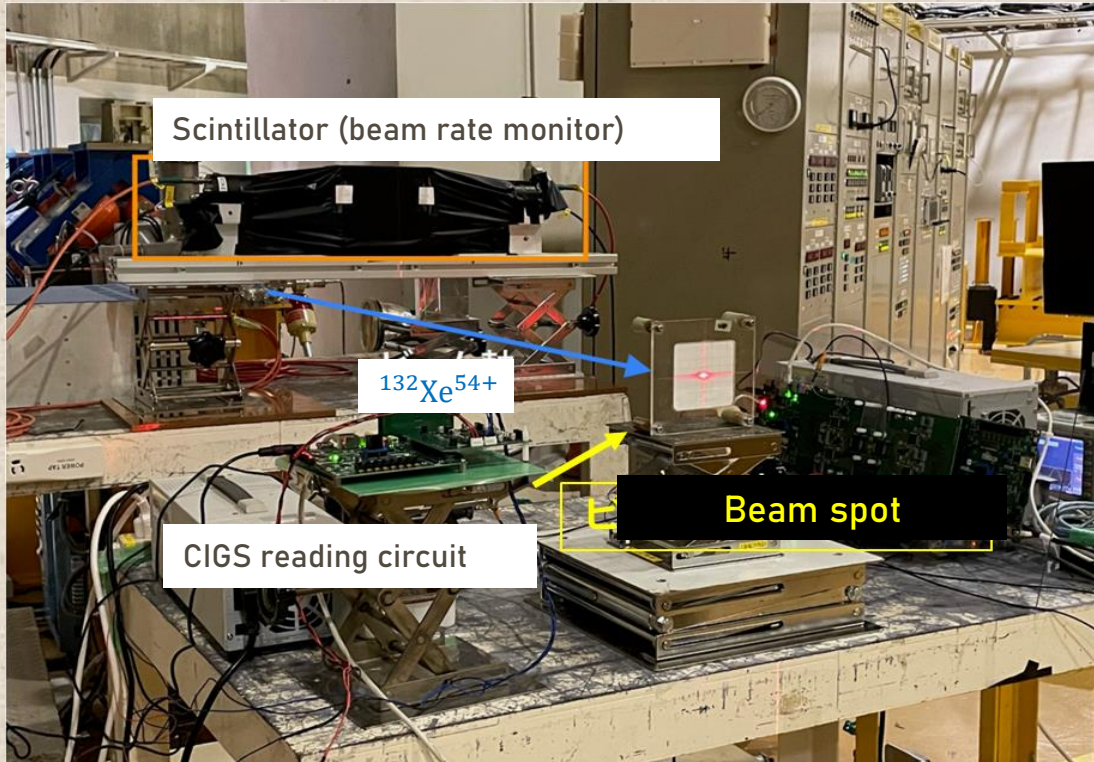 Scintillator (beam rate monitor)
¹³²Xe⁵⁴⁺
POWER TAP
Beam spot
CIGS reading circuit